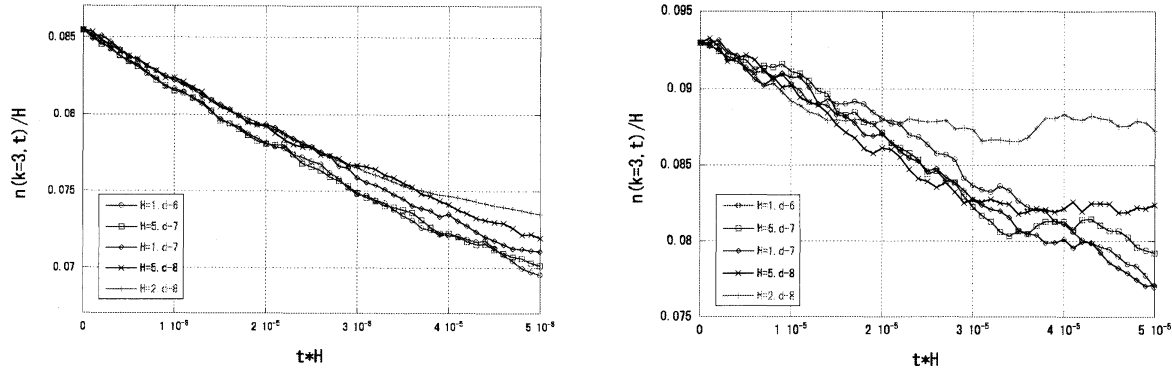 n(k=3, t)/H
0.085
0.08
0.075
0.07
H=1.d-6
H=5.d-7
H=1.d-7
H=5.d-8
H=2.d-8
0
1 10⁻⁵
2 10⁻⁵
3 10⁻⁵
4 10⁻⁵
5 10⁻⁵
t*H
n(k=3, t)/H
0.095
0.09
0.085
0.08
0.075
H=1.d-6
H=5.d-7
H=1.d-7
H=5.d-8
H=2.d-8
0
1 10⁻⁵
2 10⁻⁵
3 10⁻⁵
4 10⁻⁵
5 10⁻⁵
t*H